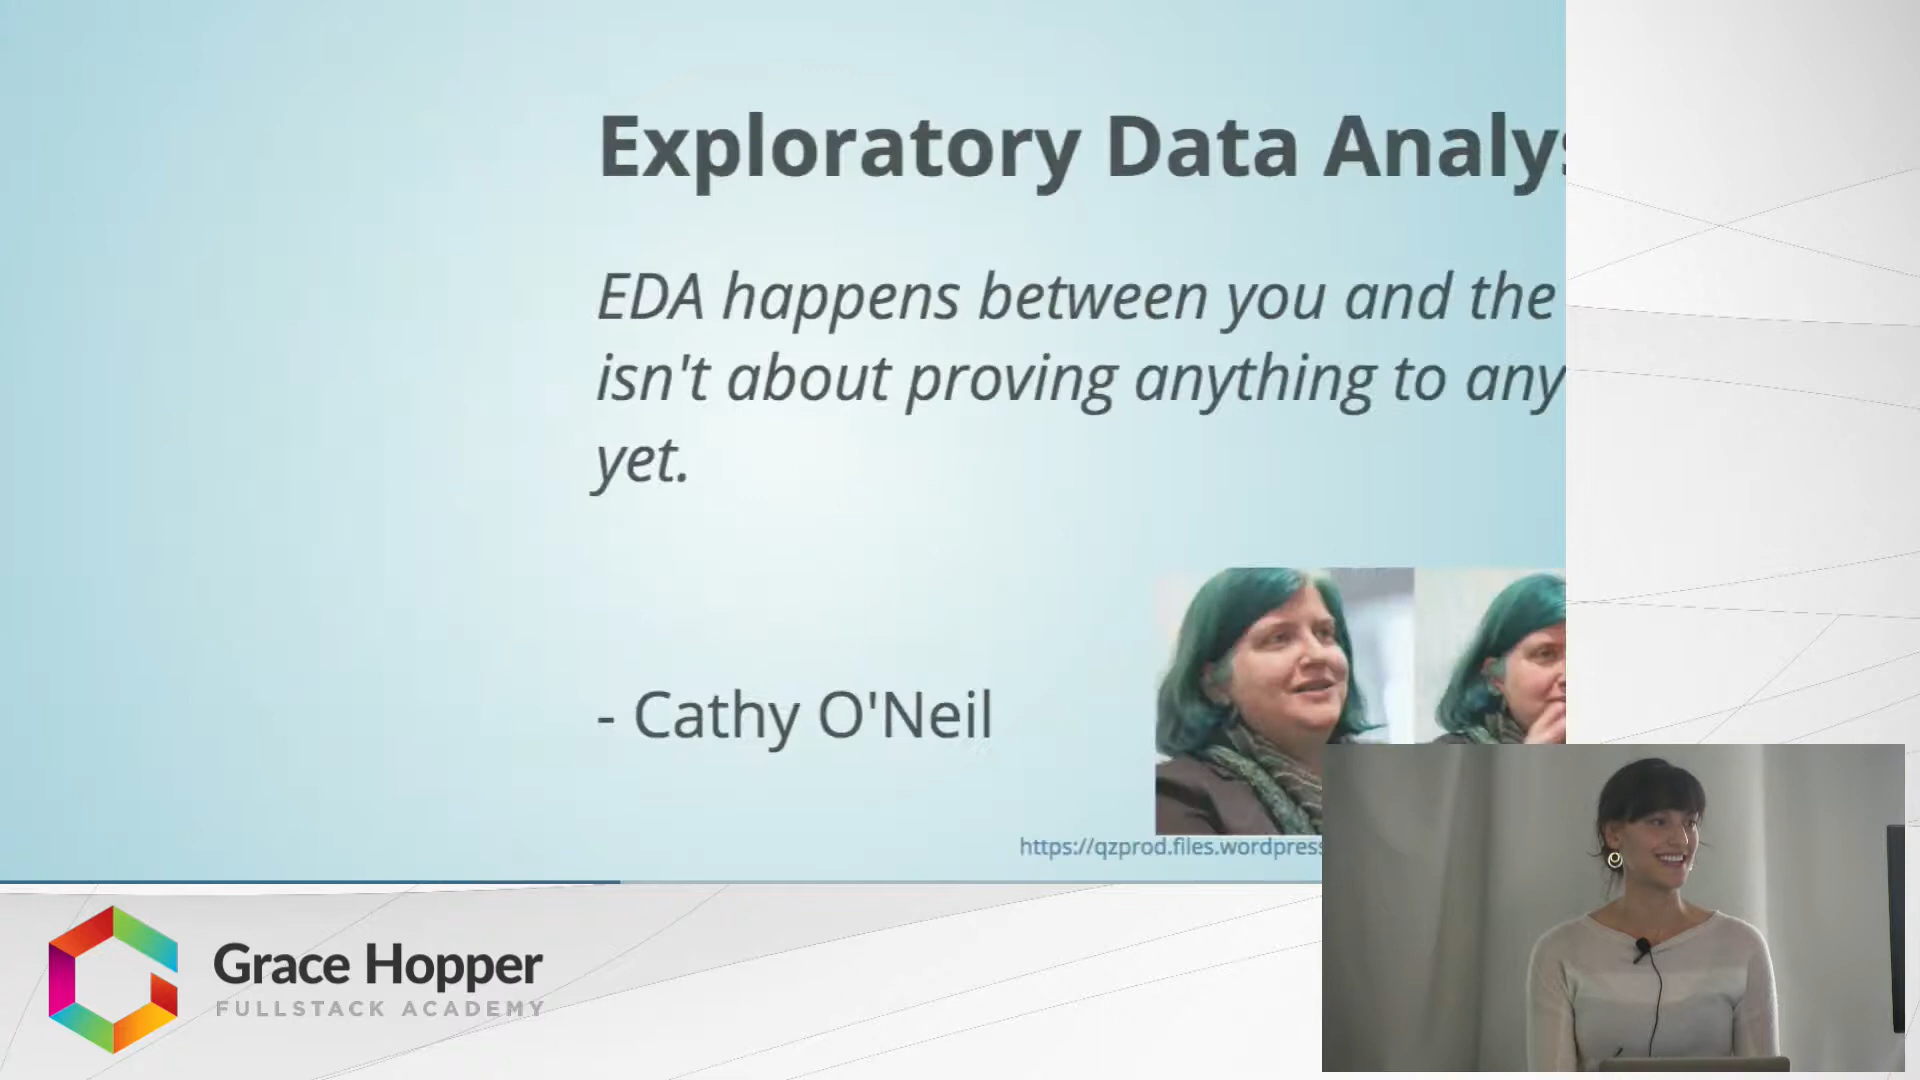 Exploratory Data Analys
EDA happens between you and the
isn't about proving anything to any
yet.
- Cathy O'Neil
https://qzprod.files.wordpress
Grace Hopper
FULLSTACK ACADEMY